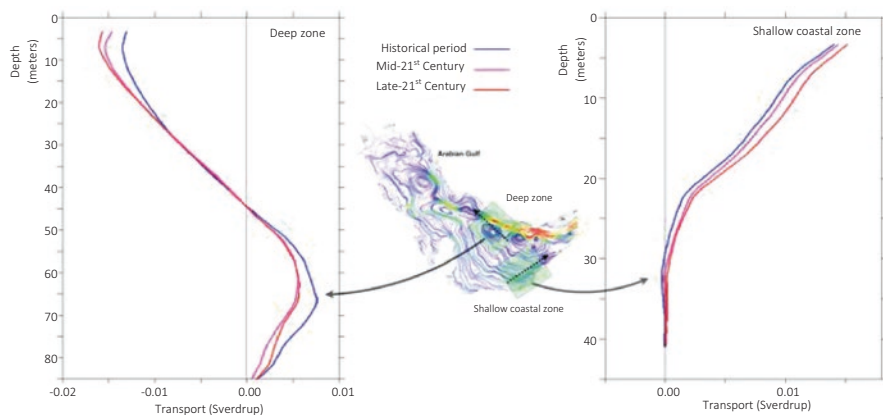 0
10
20
30
40
50
60
70
80
Depth
(meters)
Deep zone
-0.02
-0.01
0.00
0.01
Transport (Sverdrup)
Historical period
Mid-21st Century
Late-21st Century
Arabian Gulf
Deep zone
Shallow coastal zone
0
10
20
30
40
Depth
(meters)
Shallow coastal zone
0.00
0.01
Transport (Sverdrup)